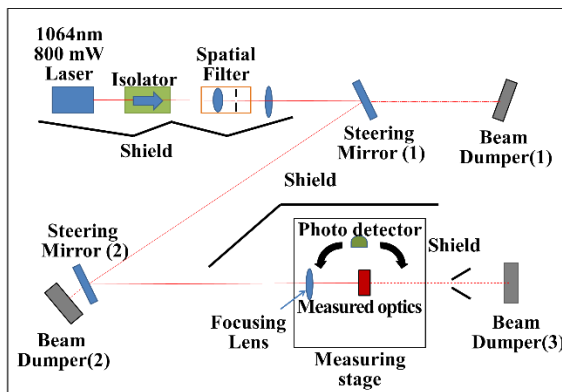 1064nm
800 mW
Laser
Isolator
Spatial
Filter
Shield
Steering
Mirror (1)
Beam
Dumper(1)
Shield
Steering
Mirror (2)
Photo detector
Shield
Beam
Dumper(2)
Focusing
Lens
Measured optics
Measuring
stage
Beam
Dumper(3)